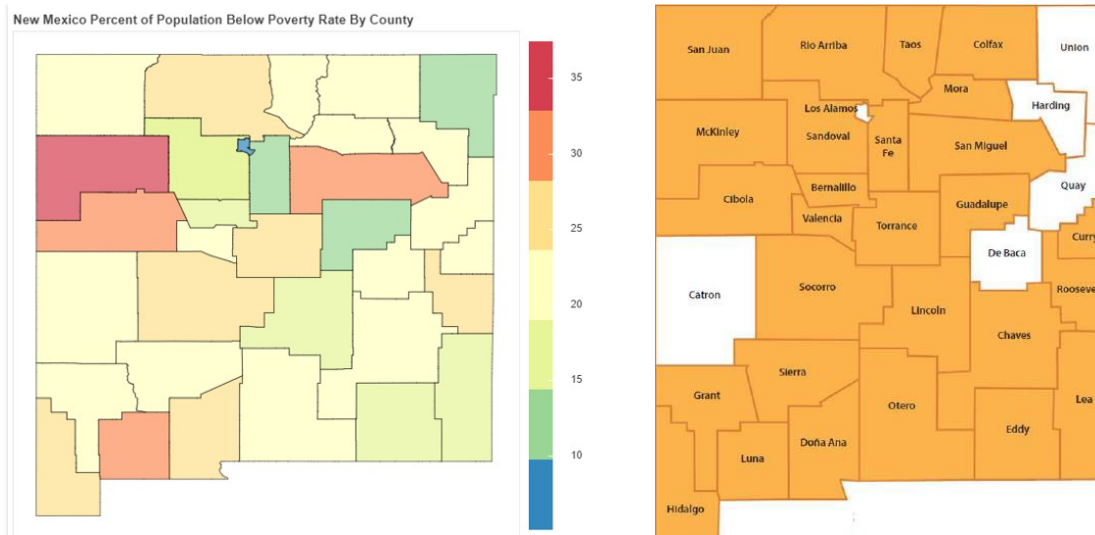 New Mexico Percent of Population Below Poverty Rate By County
35
30
25
20
15
10
San Juan
Rio Arriba
Taos
Colfax
Union
Mora
Harding
Los Alamos
McKinley
Sandoval
Santa
Fe
San Miguel
Bernalillo
Quay
Cibola
Guadalupe
Valencia
Torrance
Curry
De Baca
Catron
Socorro
Roosevel
Lincoln
Chaves
Sierra
Grant
Otero
Lea
Eddy
Doña Ana
Luna
Hidalgo